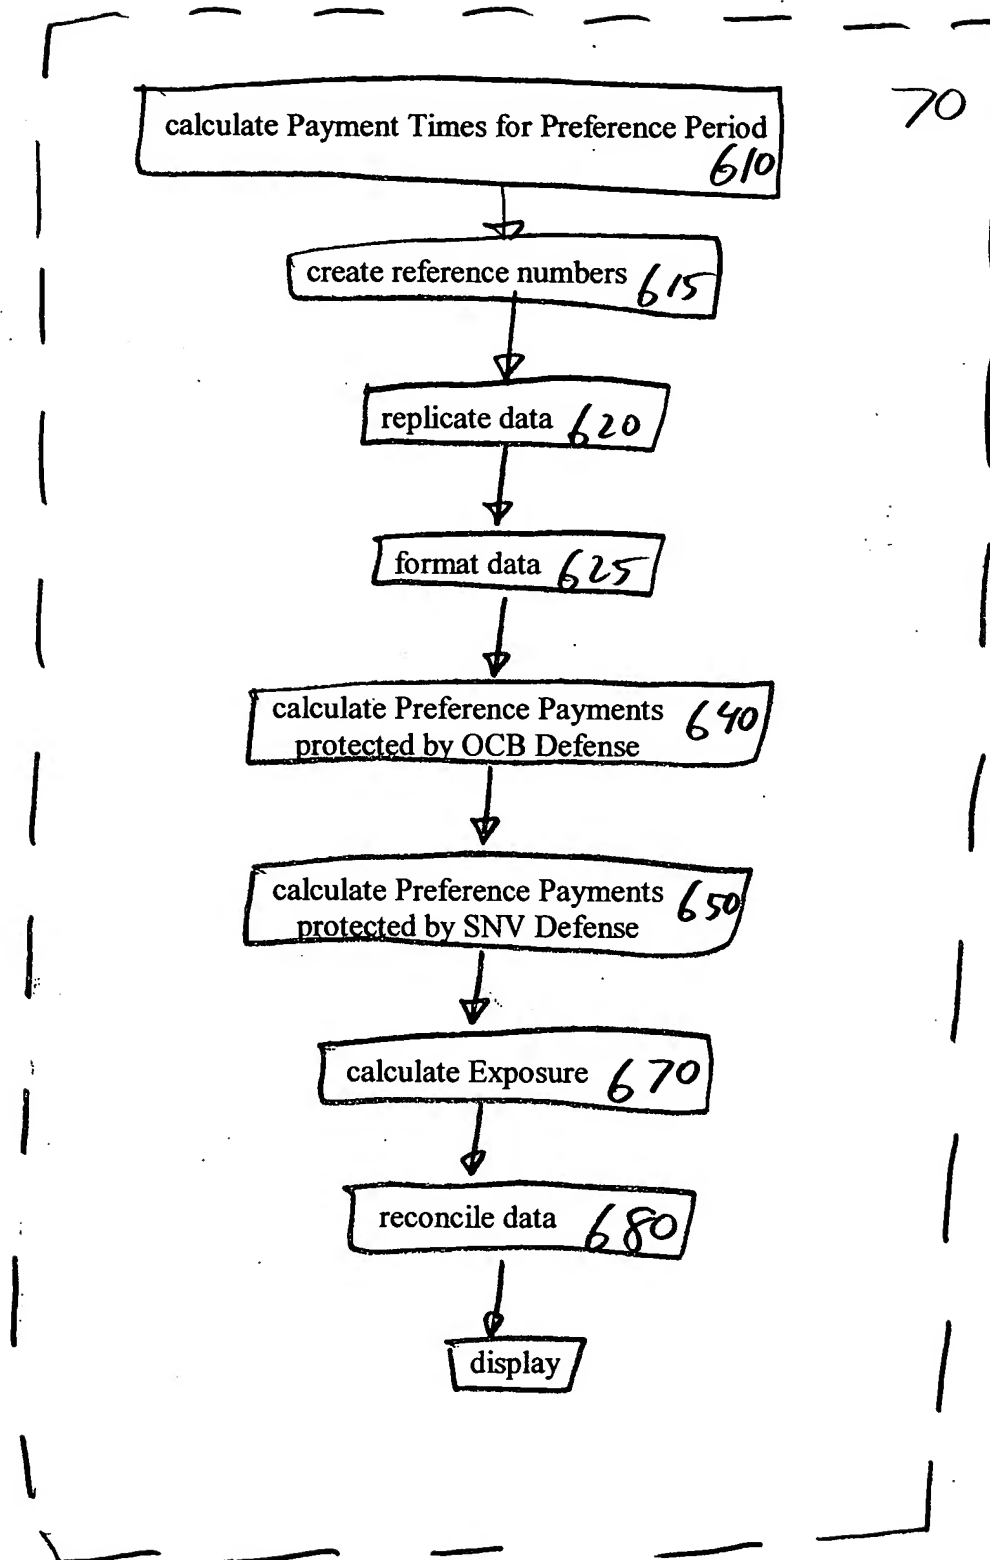 70
calculate Payment Times for Preference Period
610
create reference numbers 615
replicate data 620
format data 625
calculate Preference Payments 640
protected by OCB Defense
calculate Preference Payments 650
protected by SNV Defense
calculate Exposure 670
reconcile data 680
display